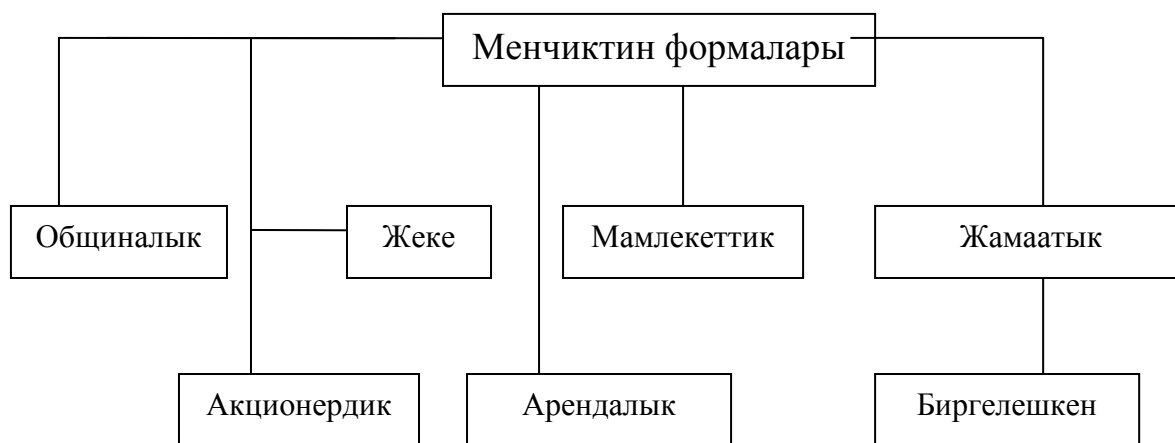 Менчиктин формалары
Общиналык
Жеке
Мамлекеттик
Жамаатык
Акционердик
Арендалык
Биргелешкен